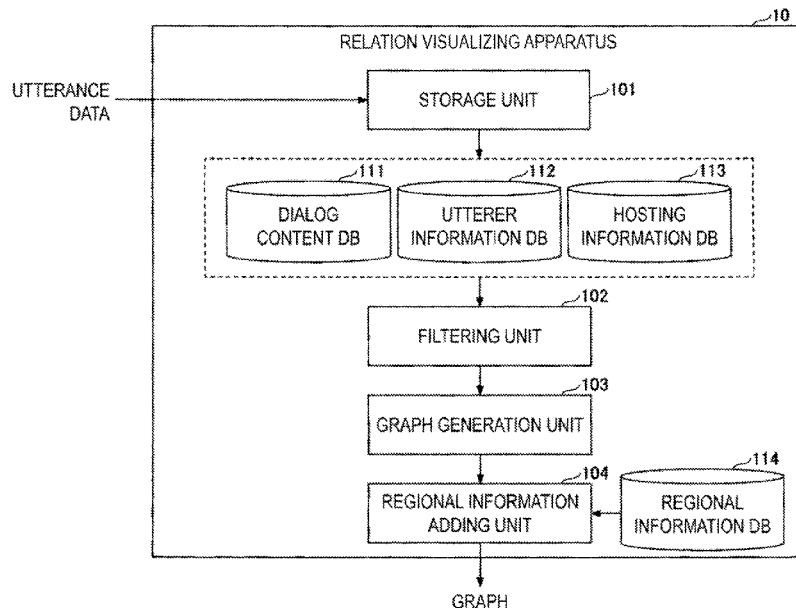 10
RELATION VISUALIZING APPARATUS
UTTERANCE
DATA
STORAGE UNIT
101
111
112
113
DIALOG
CONTENT DB
UTTERER
INFORMATION DB
HOSTING
INFORMATION DB
102
FILTERING UNIT
103
GRAPH GENERATION UNIT
104
114
REGIONAL INFORMATION
ADDING UNIT
REGIONAL
INFORMATION DB
GRAPH